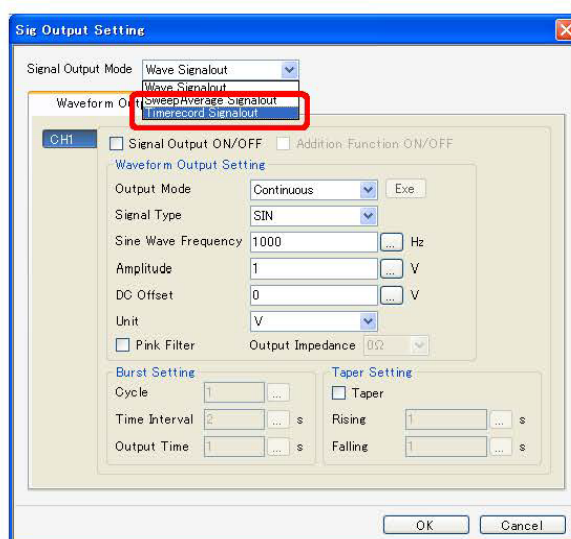 Sig Output Setting
Signal Output Mode Wave Signalout
Wave Signalout
SweepAverage Signalout
Timerecord Signalout
Waveform Out
CH1
Signal Output ON/OFF Addition Function ON/OFF
Waveform Output Setting
Output Mode Continuous Exe
Signal Type SIN
Sine Wave Frequency 1000 ... Hz
Amplitude 1 ... V
DC Offset 0 ... V
Unit V
Pink Filter Output Impedance 0Ω
Burst Setting Taper Setting
Cycle 1 ... Taper
Time Interval 2 ... s Rising 1 ... s
Output Time 1 ... s Falling 1 ... s
OK Cancel